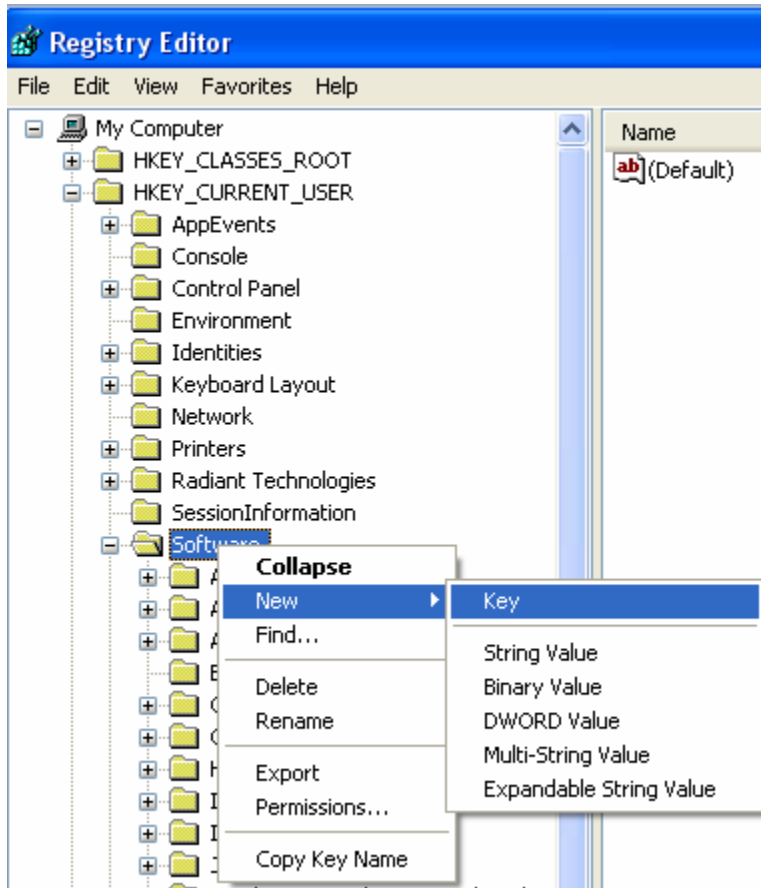 Registry Editor
File Edit View Favorites Help
My Computer
HKEY_CLASSES_ROOT
HKEY_CURRENT_USER
AppEvents
Console
Control Panel
Environment
Identities
Keyboard Layout
Network
Printers
Radiant Technologies
SessionInformation
Software
Collapse
New
Find...
Delete
Rename
Export
Permissions...
Copy Key Name
Key
String Value
Binary Value
DWORD Value
Multi-String Value
Expandable String Value
Name
ab (Default)